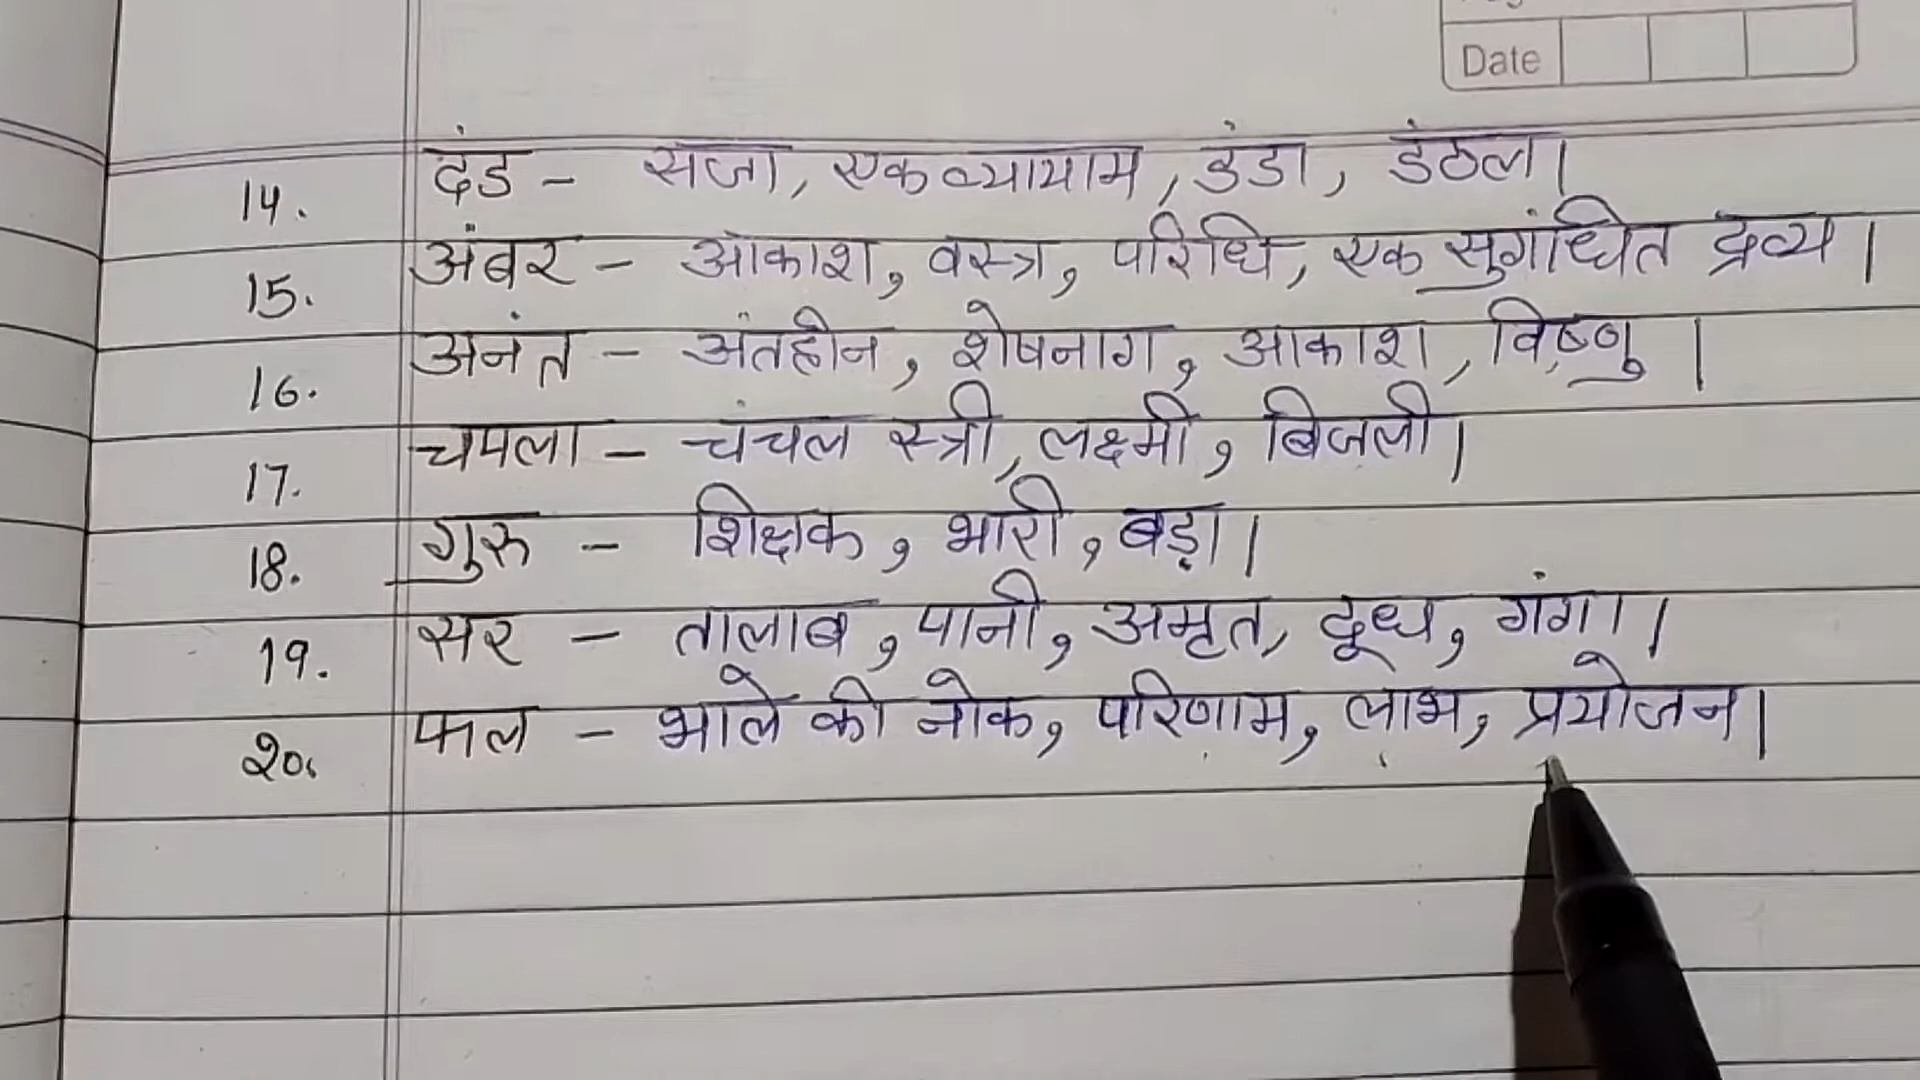 Date
14. दंड - सजा, एक व्यायाम, डंडा, डंठल।
15. अंबर - आकाश, वस्त्र, परिधि, एक सुगंधित द्रव्य।
16. अनंत - अंतहीन, शेषनाग, आकाश, विष्णु।
17. चपला - चंचल स्त्री, लक्ष्मी, बिजली।
18. गुरु - शिक्षक, भारी, बड़ा।
19. सर - तालाब, पानी, अमृत, दूध, गंगा।
20. फल - भाले की नोक, परिणाम, लाभ, प्रयोजन।